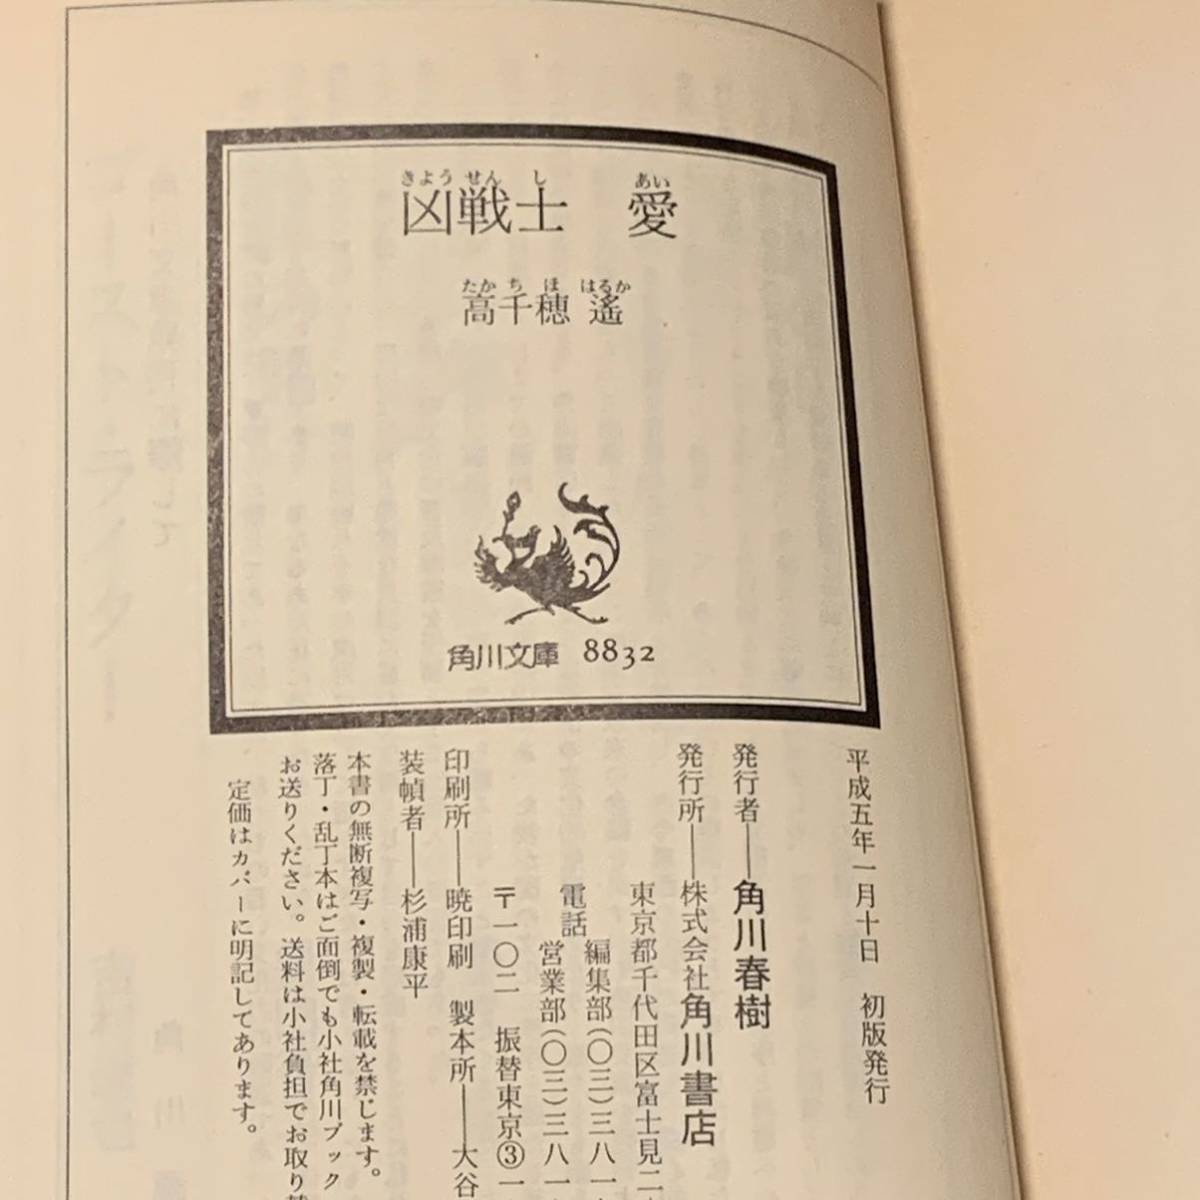 きようせんし　あい
凶戦士　愛
たかちほ　はるか
高千穂　遙
角川文庫 8832
平成五年一月十日　初版発行
発行者――角川春樹
発行所――株式会社角川書店
東京都千代田区富士見二
電話　編集部(〇三)三八一
営業部(〇三)三八一
〒一〇二　振替東京③一
印刷所――暁印刷　製本所――大谷
装幀者――杉浦康平
本書の無断複写・複製・転載を禁じます。
落丁・乱丁本はご面倒でも小社角川ブック
お送りください。送料は小社負担でお取り
定価はカバーに明記してあります。